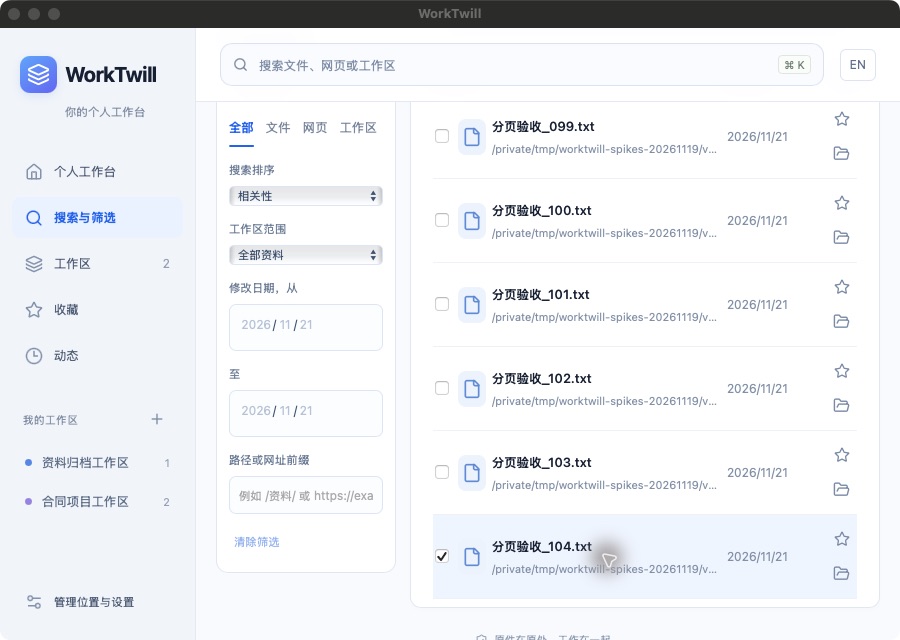 WorkTwill
WorkTwill
你的个人工作台
个人工作台
搜索与筛选
工作区 2
收藏
动态
我的工作区
资料归档工作区 1
合同项目工作区 2
管理位置与设置
搜索文件、网页或工作区 ⌘ K
EN
全部 文件 网页 工作区
搜索排序
相关性
工作区范围
全部资料
修改日期，从
2026/ 11 / 21
至
2026/ 11 / 21
路径或网址前缀
例如 /资料/ 或 https://exa
清除筛选
分页验收_099.txt
/private/tmp/worktwill-spikes-20261119/v...
2026/11/21
分页验收_100.txt
/private/tmp/worktwill-spikes-20261119/v...
2026/11/21
分页验收_101.txt
/private/tmp/worktwill-spikes-20261119/v...
2026/11/21
分页验收_102.txt
/private/tmp/worktwill-spikes-20261119/v...
2026/11/21
分页验收_103.txt
/private/tmp/worktwill-spikes-20261119/v...
2026/11/21
分页验收_104.txt
/private/tmp/worktwill-spikes-20261119/v...
2026/11/21
原件在原处，工作在一起